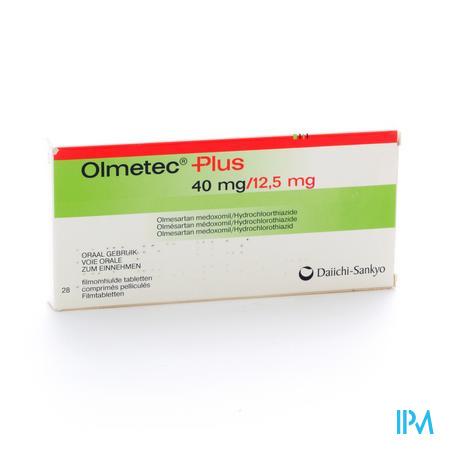 Olmetec® Plus
40 mg/12,5 mg
Olmesartan medoxomil/Hydrochloorthiazide
Olmésartan médoxomil/Hydrochlorothiazide
Olmesartan medoxomil/Hydrochlorothiazid
ORAAL GEBRUIK
VOIE ORALE
ZUM EINNEHMEN
Daiichi-Sankyo
28 filmomhulde tabletten
comprimés pelliculés
Filmtabletten
IPM